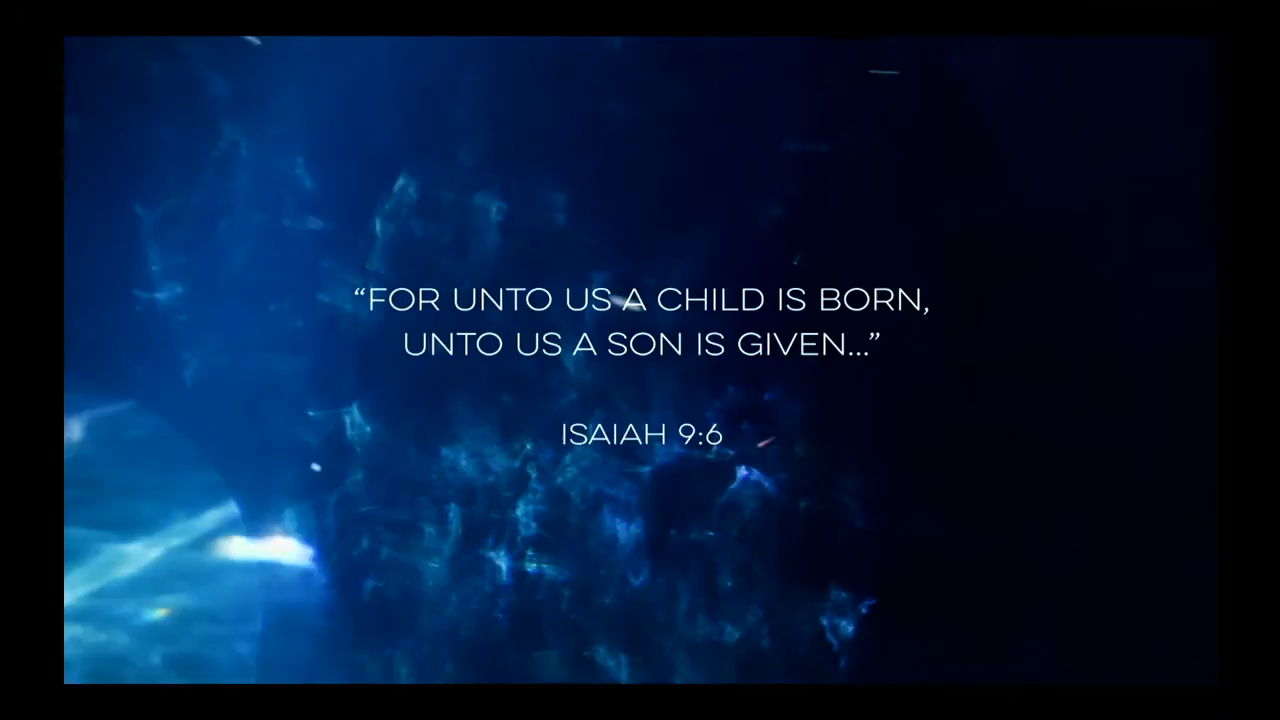 “FOR UNTO US A CHILD IS BORN,
UNTO US A SON IS GIVEN...”
ISAIAH 9:6